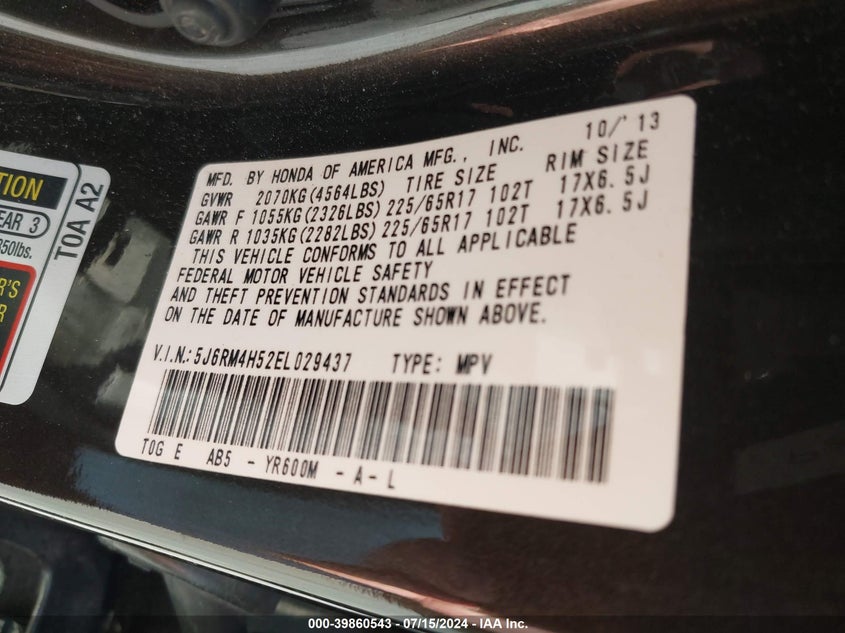 MFD. BY HONDA OF AMERICA MFG., INC. 10/'13
GVWR 2070KG(4564LBS) TIRE SIZE RIM SIZE
GAWR F 1055KG(2326LBS) 225/65R17 102T 17X6.5J
GAWR R 1035KG(2282LBS) 225/65R17 102T 17X6.5J
THIS VEHICLE CONFORMS TO ALL APPLICABLE
FEDERAL MOTOR VEHICLE SAFETY
AND THEFT PREVENTION STANDARDS IN EFFECT
ON THE DATE OF MANUFACTURE SHOWN ABOVE.
V.I.N.: 5J6RM4H52EL029437 TYPE: MPV
T0G E AB5 - YR600M - A - L
TOA A2
EAR 3
000-39860543 - 07/15/2024 - IAA Inc.